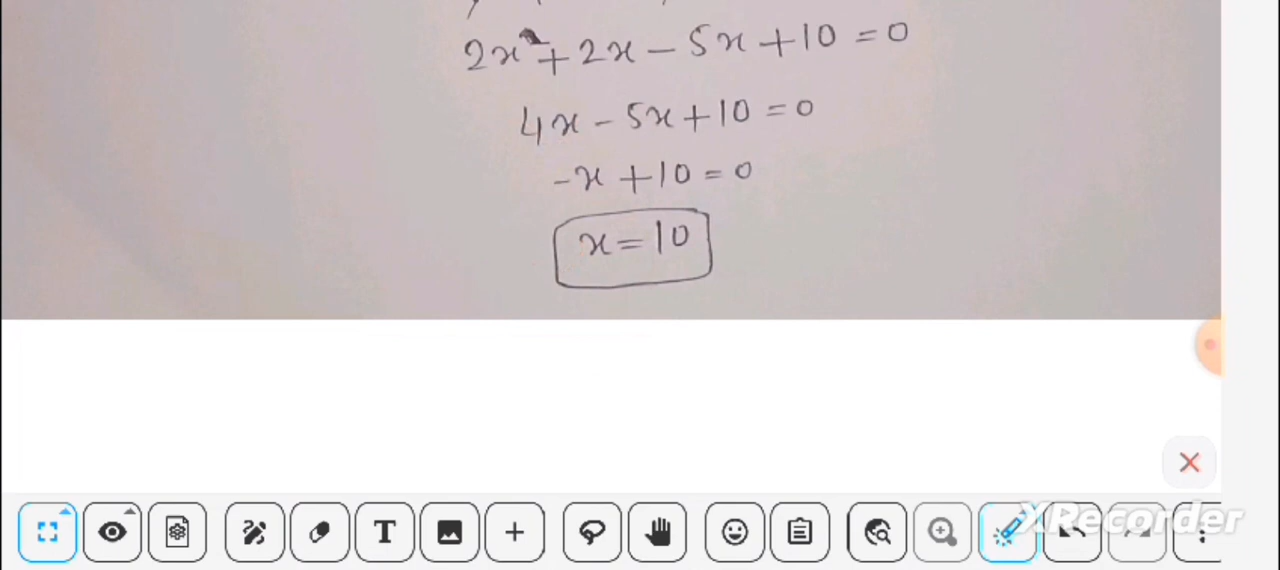 2x² + 2x - 5x + 10 = 0
4x - 5x + 10 = 0
-x + 10 = 0
x = 10
T
XRecorder